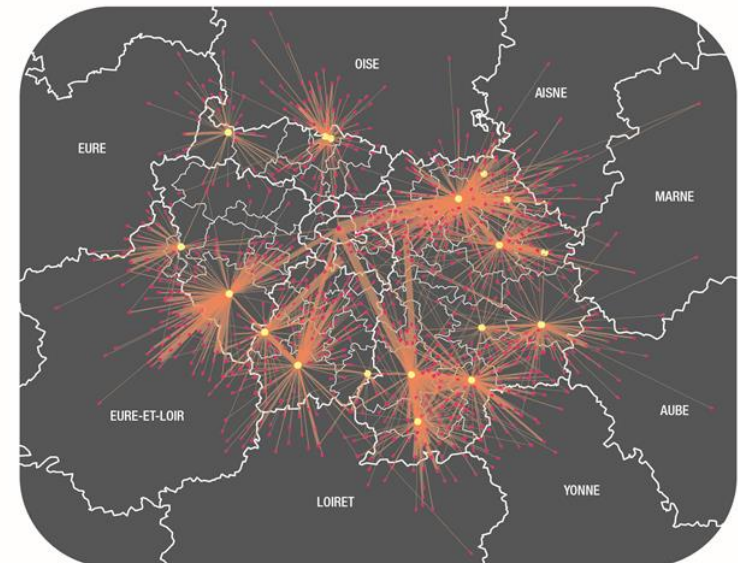 OISE
AISNE
EURE
MARNE
EURE-ET-LOIR
AUBE
YONNE
LOIRET